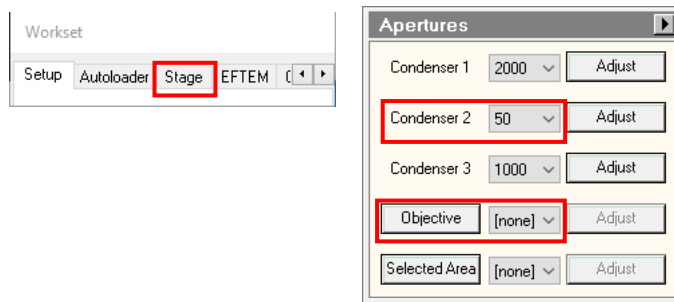 Workset
Setup Autoloader Stage EFTEM
Apertures
Condenser 1 2000 Adjust
Condenser 2 50 Adjust
Condenser 3 1000 Adjust
Objective [none] Adjust
Selected Area [none] Adjust